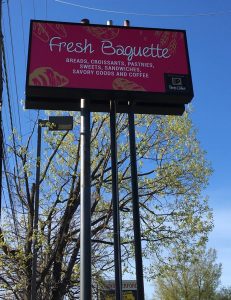 Fresh Baguette
BREADS, CROISSANTS, PASTRIES,
SWEETS, SANDWICHES,
SAVORY GOODS AND COFFEE